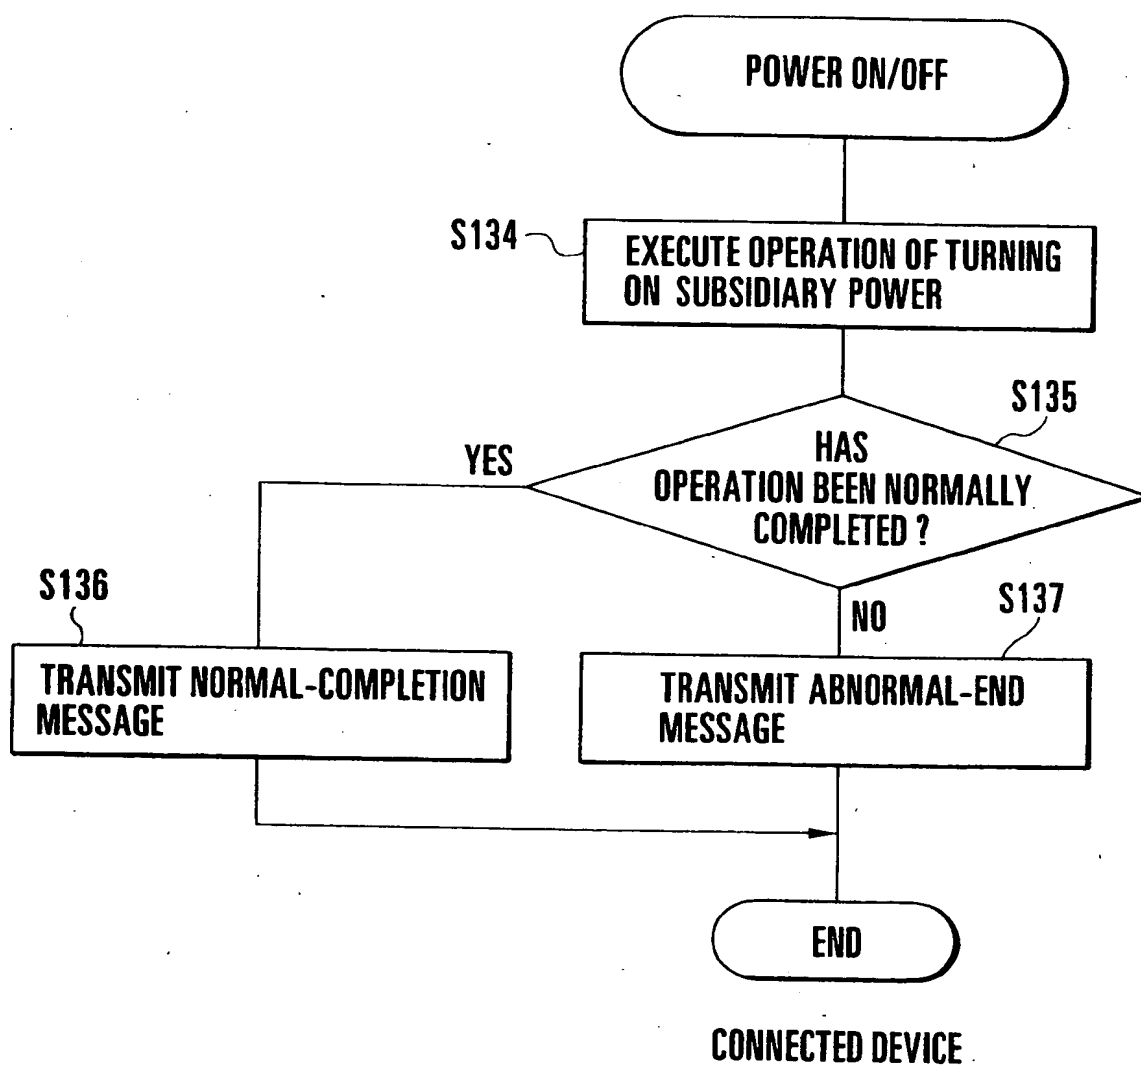 POWER ON/OFF
S134
EXECUTE OPERATION OF TURNING
ON SUBSIDIARY POWER
S135
HAS
OPERATION BEEN NORMALLY
COMPLETED ?
YES
NO
S136
TRANSMIT NORMAL-COMPLETION
MESSAGE
S137
TRANSMIT ABNORMAL-END
MESSAGE
END
CONNECTED DEVICE